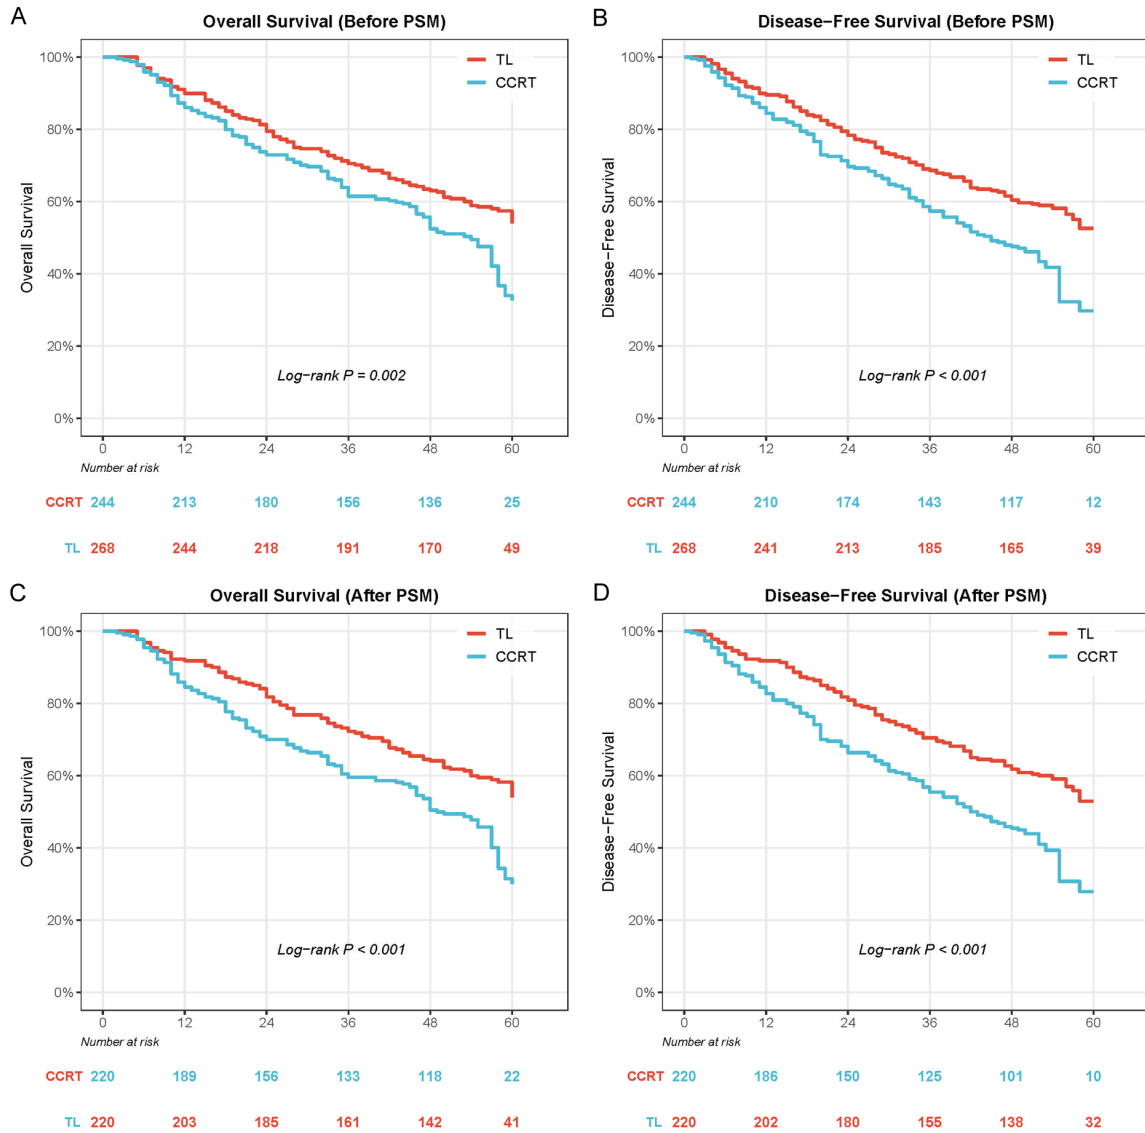 A
Overall Survival (Before PSM)
Overall Survival
100%
80%
60%
40%
20%
0%
TL
CCRT
Log−rank P = 0.002
0 12 24 36 48 60
Number at risk
CCRT 244 213 180 156 136 25
TL 268 244 218 191 170 49
B
Disease−Free Survival (Before PSM)
Disease−Free Survival
100%
80%
60%
40%
20%
0%
TL
CCRT
Log−rank P < 0.001
0 12 24 36 48 60
Number at risk
CCRT 244 210 174 143 117 12
TL 268 241 213 185 165 39
C
Overall Survival (After PSM)
Overall Survival
100%
80%
60%
40%
20%
0%
TL
CCRT
Log−rank P < 0.001
0 12 24 36 48 60
Number at risk
CCRT 220 189 156 133 118 22
TL 220 203 185 161 142 41
D
Disease−Free Survival (After PSM)
Disease−Free Survival
100%
80%
60%
40%
20%
0%
TL
CCRT
Log−rank P < 0.001
0 12 24 36 48 60
Number at risk
CCRT 220 186 150 125 101 10
TL 220 202 180 155 138 32